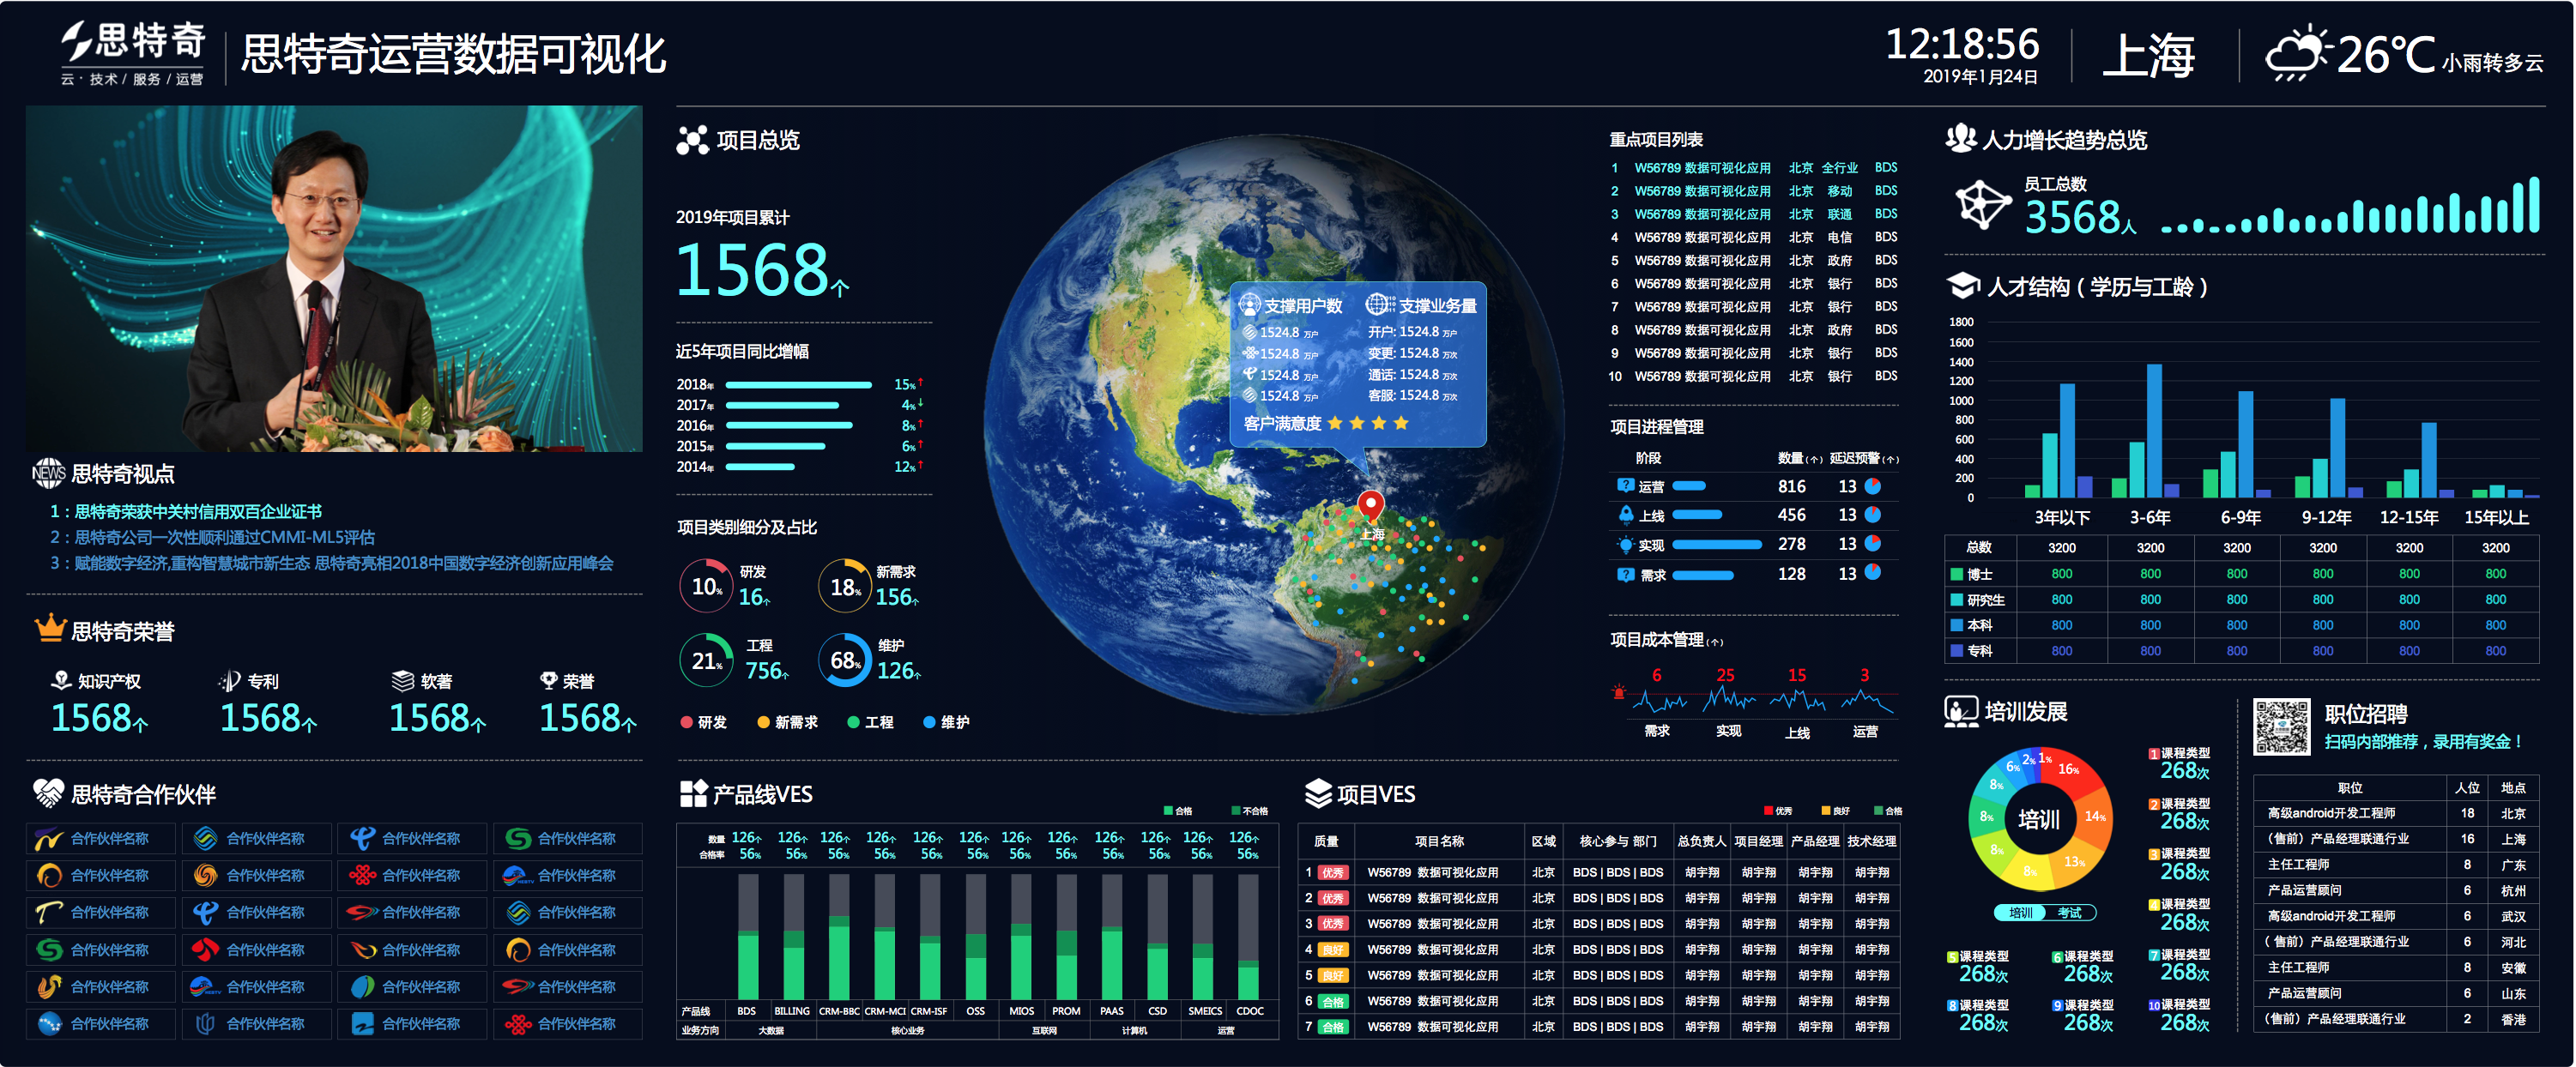 思特奇
云·技术/服务/运营
思特奇运营数据可视化
12:18:56
2019年1月24日
上海
26℃ 小雨转多云
NEWS 思特奇视点
1：思特奇荣获中关村信用双百企业证书
2：思特奇公司一次性顺利通过CMMI-ML5评估
3：赋能数字经济,重构智慧城市新生态 思特奇亮相2018中国数字经济创新应用峰会
思特奇荣誉
知识产权 专利 软著 荣誉
1568个 1568个 1568个 1568个
思特奇合作伙伴
合作伙伴名称 合作伙伴名称 合作伙伴名称 合作伙伴名称
合作伙伴名称 合作伙伴名称 合作伙伴名称 合作伙伴名称
合作伙伴名称 合作伙伴名称 合作伙伴名称 合作伙伴名称
合作伙伴名称 合作伙伴名称 合作伙伴名称 合作伙伴名称
合作伙伴名称 合作伙伴名称 合作伙伴名称 合作伙伴名称
合作伙伴名称 合作伙伴名称 合作伙伴名称 合作伙伴名称
项目总览
2019年项目累计
1568个
近5年项目同比增幅
2018年 15%↑
2017年 4%↓
2016年 8%↑
2015年 6%↑
2014年 12%↑
项目类别细分及占比
10% 研发 16个
18% 新需求 156个
21% 工程 756个
68% 维护 126个
研发 新需求 工程 维护
支撑用户数 支撑业务量
1524.8 万户 开户: 1524.8 万户
1524.8 万户 变更: 1524.8 万次
1524.8 万户 通话: 1524.8 万次
1524.8 万户 客服: 1524.8 万次
客户满意度
上海
重点项目列表
1 W56789 数据可视化应用 北京 全行业 BDS
2 W56789 数据可视化应用 北京 移动 BDS
3 W56789 数据可视化应用 北京 联通 BDS
4 W56789 数据可视化应用 北京 电信 BDS
5 W56789 数据可视化应用 北京 政府 BDS
6 W56789 数据可视化应用 北京 银行 BDS
7 W56789 数据可视化应用 北京 银行 BDS
8 W56789 数据可视化应用 北京 政府 BDS
9 W56789 数据可视化应用 北京 银行 BDS
10 W56789 数据可视化应用 北京 银行 BDS
项目进程管理
阶段 数量(个) 延迟预警(个)
运营 816 13
上线 456 13
实现 278 13
需求 128 13
项目成本管理(个)
6 25 15 3
需求 实现 上线 运营
产品线VES
合格 不合格
数量 126个 126个 126个 126个 126个 126个 126个 126个 126个 126个 126个 126个
合格率 56% 56% 56% 56% 56% 56% 56% 56% 56% 56% 56% 56%
产品线 BDS BILLING CRM-BBC CRM-MCI CRM-ISF OSS MIOS PROM PAAS CSD SMEICS CDOC
业务方向 大数据 核心业务 互联网 计算机 运营
项目VES
优秀 良好 合格
质量 项目名称 区域 核心参与 部门 总负责人 项目经理 产品经理 技术经理
1 优秀 W56789 数据可视化应用 北京 BDS | BDS | BDS 胡宇翔 胡宇翔 胡宇翔 胡宇翔
2 优秀 W56789 数据可视化应用 北京 BDS | BDS | BDS 胡宇翔 胡宇翔 胡宇翔 胡宇翔
3 优秀 W56789 数据可视化应用 北京 BDS | BDS | BDS 胡宇翔 胡宇翔 胡宇翔 胡宇翔
4 良好 W56789 数据可视化应用 北京 BDS | BDS | BDS 胡宇翔 胡宇翔 胡宇翔 胡宇翔
5 良好 W56789 数据可视化应用 北京 BDS | BDS | BDS 胡宇翔 胡宇翔 胡宇翔 胡宇翔
6 合格 W56789 数据可视化应用 北京 BDS | BDS | BDS 胡宇翔 胡宇翔 胡宇翔 胡宇翔
7 合格 W56789 数据可视化应用 北京 BDS | BDS | BDS 胡宇翔 胡宇翔 胡宇翔 胡宇翔
人力增长趋势总览
员工总数
3568人
人才结构（学历与工龄）
1800
1600
1400
1200
1000
800
600
400
200
0
3年以下 3-6年 6-9年 9-12年 12-15年 15年以上
总数 3200 3200 3200 3200 3200 3200
博士 800 800 800 800 800 800
研究生 800 800 800 800 800 800
本科 800 800 800 800 800 800
专科 800 800 800 800 800 800
培训发展
培训
16%
14%
13%
8%
8%
8%
8%
6%
2%
1%
培训 考试
1 课程类型
268次
2 课程类型
268次
3 课程类型
268次
4 课程类型
268次
5 课程类型 6 课程类型 7 课程类型
268次 268次 268次
8 课程类型 9 课程类型 10 课程类型
268次 268次 268次
职位招聘
扫码内部推荐，录用有奖金！
职位 人位 地点
高级android开发工程师 18 北京
（售前）产品经理联通行业 16 上海
主任工程师 8 广东
产品运营顾问 6 杭州
高级android开发工程师 6 武汉
（售前）产品经理联通行业 6 河北
主任工程师 8 安徽
产品运营顾问 6 山东
（售前）产品经理联通行业 2 香港